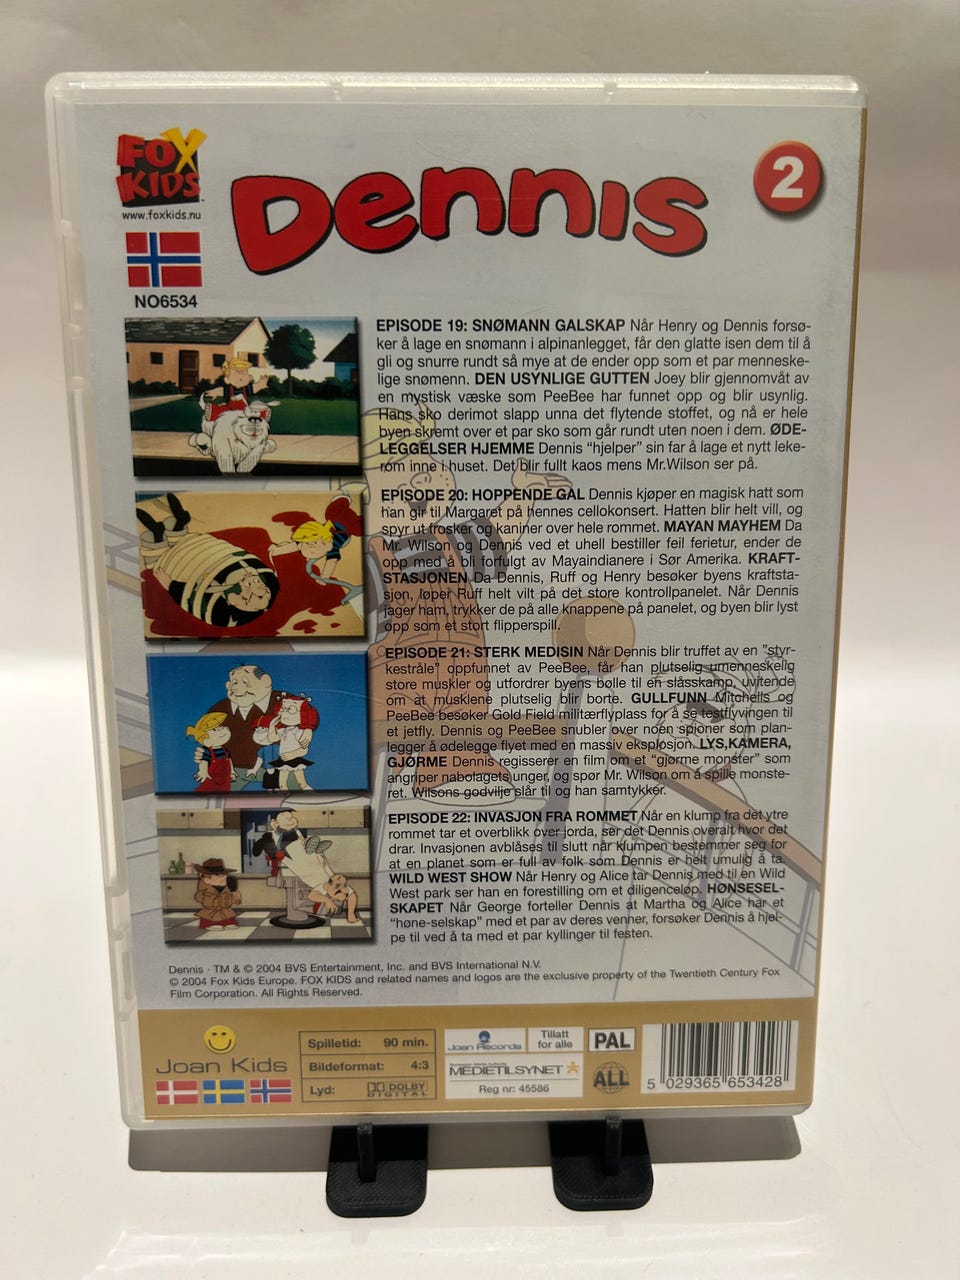 FOX
KIDS
www.foxkids.nu
Dennis
2
NO6534
EPISODE 19: SNØMANN GALSKAP Når Henry og Dennis forsø-
ker å lage en snømann i alpinanlegget, får den glatte isen dem til å
gli og snurre rundt så mye at de ender opp som et par menneske-
lige snømenn. DEN USYNLIGE GUTTEN Joey blir gjennomvåt av
en mystisk væske som PeeBee har funnet opp og blir usynlig.
Hans sko derimot slapp unna det flytende stoffet, og nå er hele
byen skremt over et par sko som går rundt uten noen i dem. ØDE-
LEGGELSER HJEMME Dennis "hjelper" sin far å lage et nytt leke-
rom inne i huset. Det blir fullt kaos mens Mr.Wilson ser på.
EPISODE 20: HOPPENDE GAL Dennis kjøper en magisk hatt som
han gir til Margaret på hennes cellokonsert. Hatten blir helt vill, og
spyr ut frosker og kaniner over hele rommet. MAYAN MAYHEM Da
Mr. Wilson og Dennis ved et uhell bestiller feil ferietur, ender de
opp med å bli forfulgt av Mayaindianere i Sør Amerika. KRAFT-
STASJONEN Da Dennis, Ruff og Henry besøker byens kraftsta-
sjon, løper Ruff helt vilt på det store kontrollpanelet. Når Dennis
jager ham, trykker de på alle knappene på panelet, og byen blir lyst
opp som et stort flipperspill.
EPISODE 21: STERK MEDISIN Når Dennis blir truffet av en "styr-
kestråle" oppfunnet av PeeBee, får han plutselig umenneskelig
store muskler og utfordrer byens bølle til en slåsskamp, uvitende
om at musklene plutselig blir borte. GULLFUNN Mitchells og
PeeBee besøker Gold Field militærflyplass for å se testflyvingen til
et jetfly. Dennis og PeeBee snubler over noen spioner som plan-
legger å ødelegge flyet med en massiv eksplosjon. LYS,KAMERA,
GJØRME Dennis regisserer en film om et "gjørme monster" som
angriper nabolagets unger, og spør Mr. Wilson om å spille monste-
ret. Wilsons godvilje slår til og han samtykker.
EPISODE 22: INVASJON FRA ROMMET Når en klump fra det ytre
rommet tar et overblikk over jorda, ser det Dennis overalt hvor det
drar. Invasjonen avblåses til slutt når klumpen bestemmer seg for
at en planet som er full av folk som Dennis er helt umulig å ta.
WILD WEST SHOW Når Henry og Alice tar Dennis med til en Wild
West park ser han en forestilling om et diligenceløp. HØNSESEL-
SKAPET Når George forteller Dennis at Martha og Alice har et
"høne-selskap" med et par av deres venner, forsøker Dennis å hjel-
pe til ved å ta med et par kyllinger til festen.
Dennis · TM & © 2004 BVS Entertainment, Inc. and BVS International N.V.
© 2004 Fox Kids Europe. FOX KIDS and related names and logos are the exclusive property of the Twentieth Century Fox
Film Corporation. All Rights Reserved.
Joan Kids
Spilletid: 90 min.
Bildeformat: 4:3
Lyd: DOLBY
DIGITAL
Joan Records
Tillatt
for alle
Norwegian Media Authority
MEDIETILSYNET
Reg nr: 45586
PAL
ALL
5 029365 653428